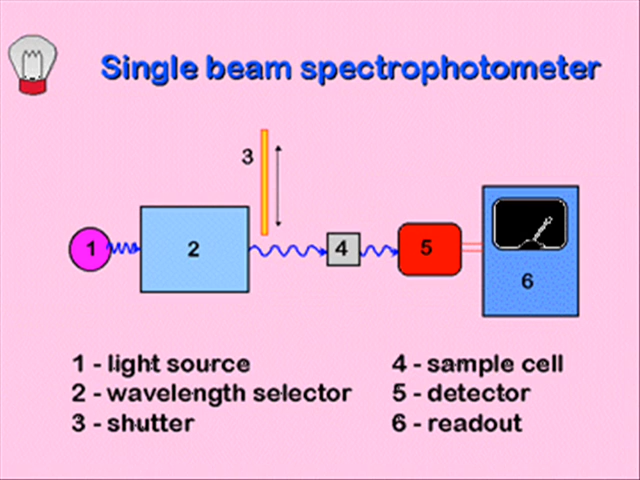 Single beam spectrophotometer
3
1
2
4
5
6
1 - light source
2 - wavelength selector
3 - shutter
4 - sample cell
5 - detector
6 - readout